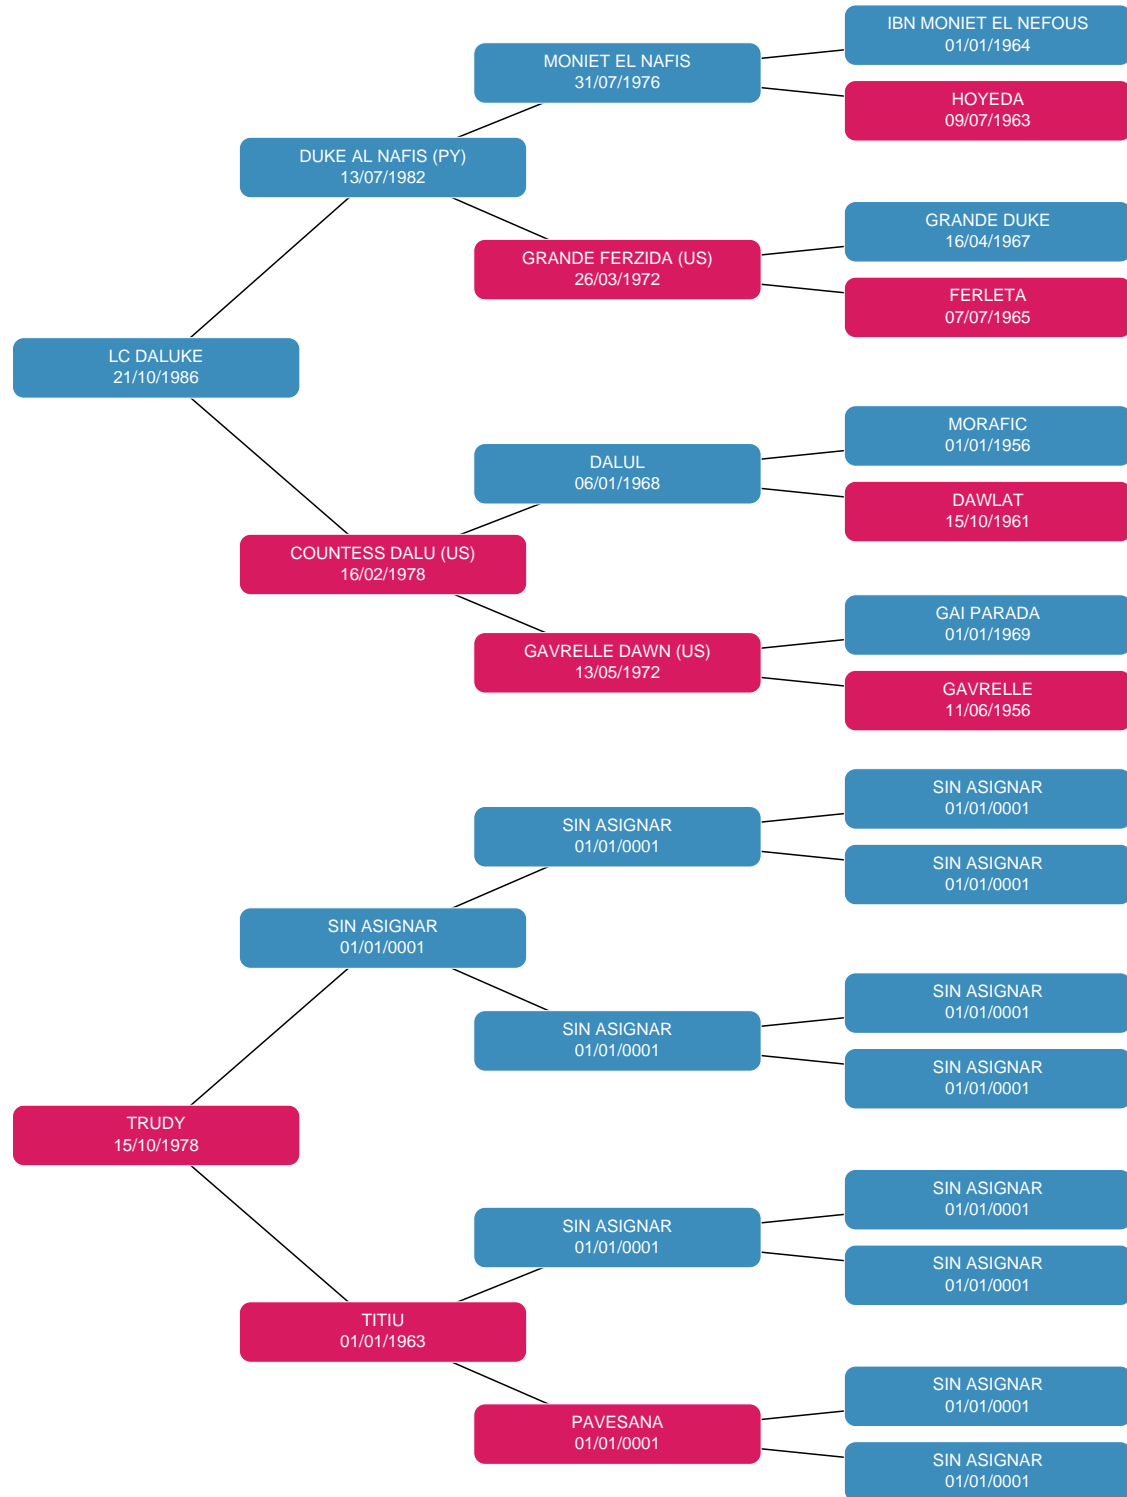 IBN MONIET EL NEFOUS
01/01/1964
MONIET EL NAFIS
31/07/1976
HOYEDA
09/07/1963
DUKE AL NAFIS (PY)
13/07/1982
GRANDE DUKE
16/04/1967
GRANDE FERZIDA (US)
26/03/1972
FERLETA
07/07/1965
LC DALUKE
21/10/1986
MORAFIC
01/01/1956
DALUL
06/01/1968
DAWLAT
15/10/1961
COUNTESS DALU (US)
16/02/1978
GAI PARADA
01/01/1969
GAVRELLE DAWN (US)
13/05/1972
GAVRELLE
11/06/1956
SIN ASIGNAR
01/01/0001
SIN ASIGNAR
01/01/0001
SIN ASIGNAR
01/01/0001
SIN ASIGNAR
01/01/0001
SIN ASIGNAR
01/01/0001
SIN ASIGNAR
01/01/0001
SIN ASIGNAR
01/01/0001
TRUDY
15/10/1978
SIN ASIGNAR
01/01/0001
SIN ASIGNAR
01/01/0001
SIN ASIGNAR
01/01/0001
TITIU
01/01/1963
SIN ASIGNAR
01/01/0001
PAVESANA
01/01/0001
SIN ASIGNAR
01/01/0001